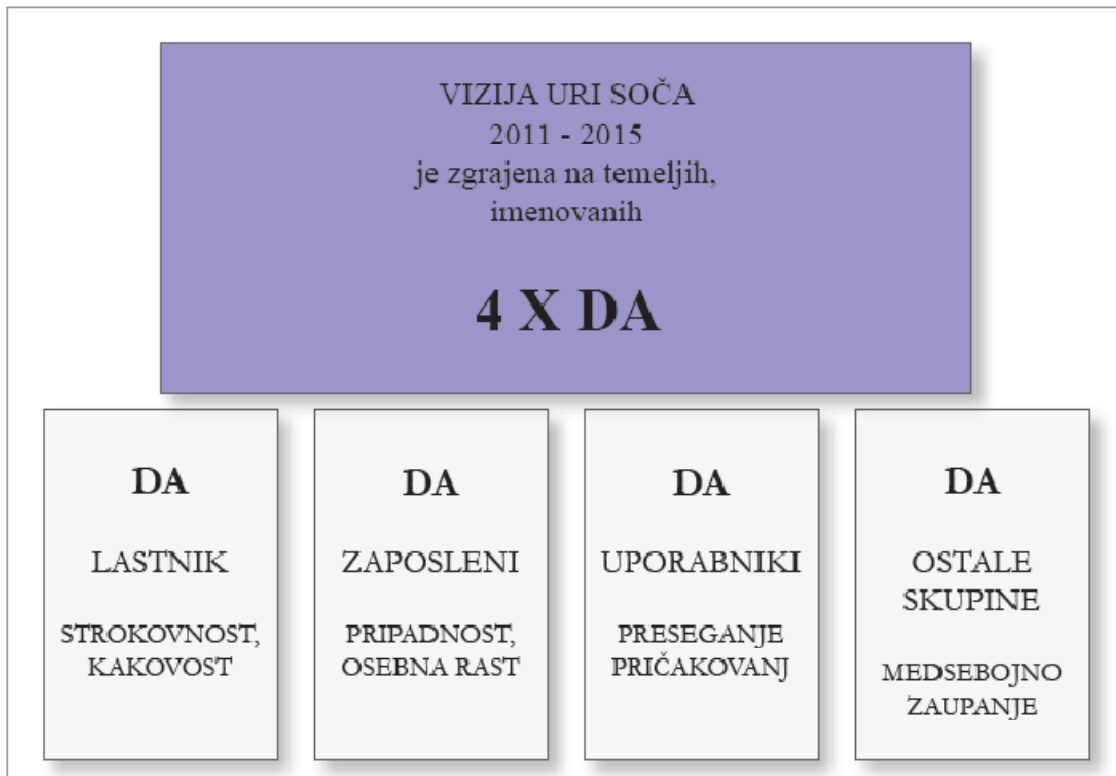 VIZIJA URI SOČA
2011 - 2015
je zgrajena na temeljih,
imenovanih
4 X DA
DA
LASTNIK
STROKOVNOST,
KAKOVOST
DA
ZAPOSLENI
PRIPADNOST,
OSEBNA RAST
DA
UPORABNIKI
PRESEGANJE
PRIČAKOVANJ
DA
OSTALE
SKUPINE
MEDSEBOJNO
ZAUPANJE